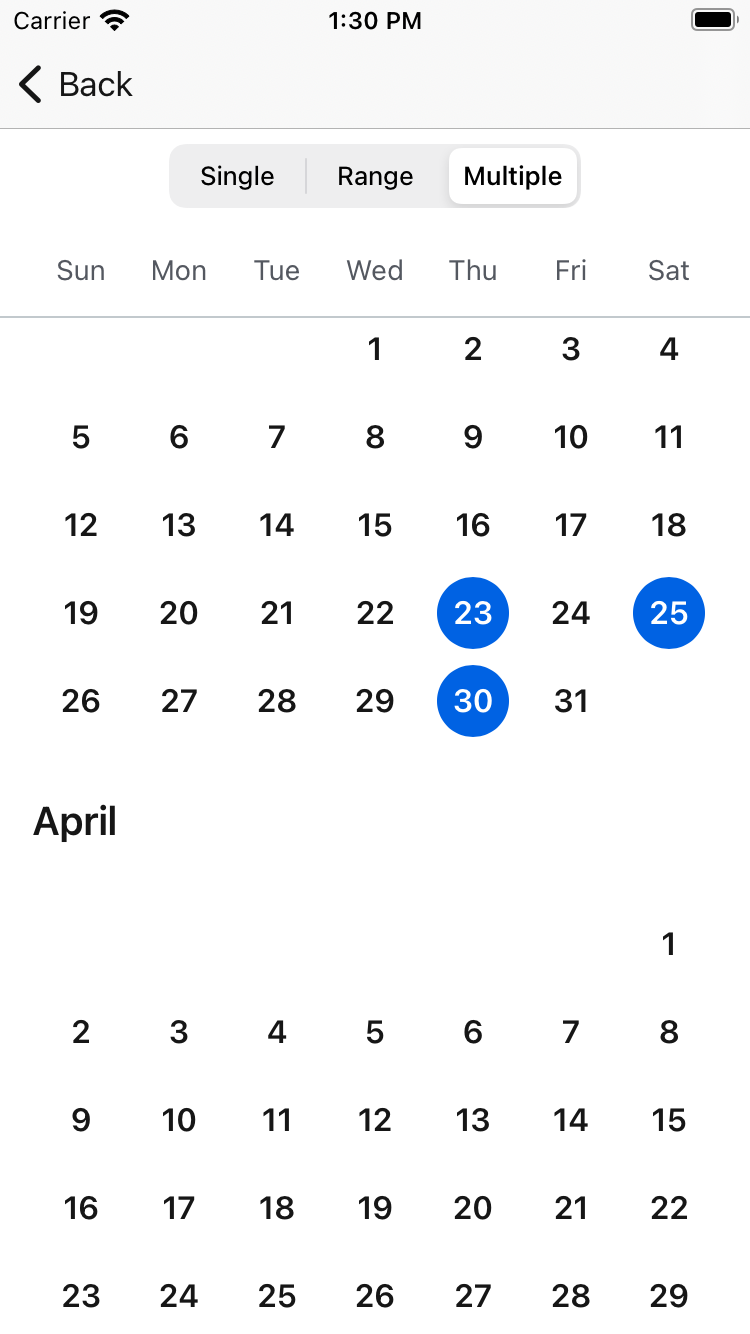 Carrier 1:30 PM
Back
Single Range Multiple
Sun Mon Tue Wed Thu Fri Sat
1 2 3 4
5 6 7 8 9 10 11
12 13 14 15 16 17 18
19 20 21 22 23 24 25
26 27 28 29 30 31
April
1
2 3 4 5 6 7 8
9 10 11 12 13 14 15
16 17 18 19 20 21 22
23 24 25 26 27 28 29